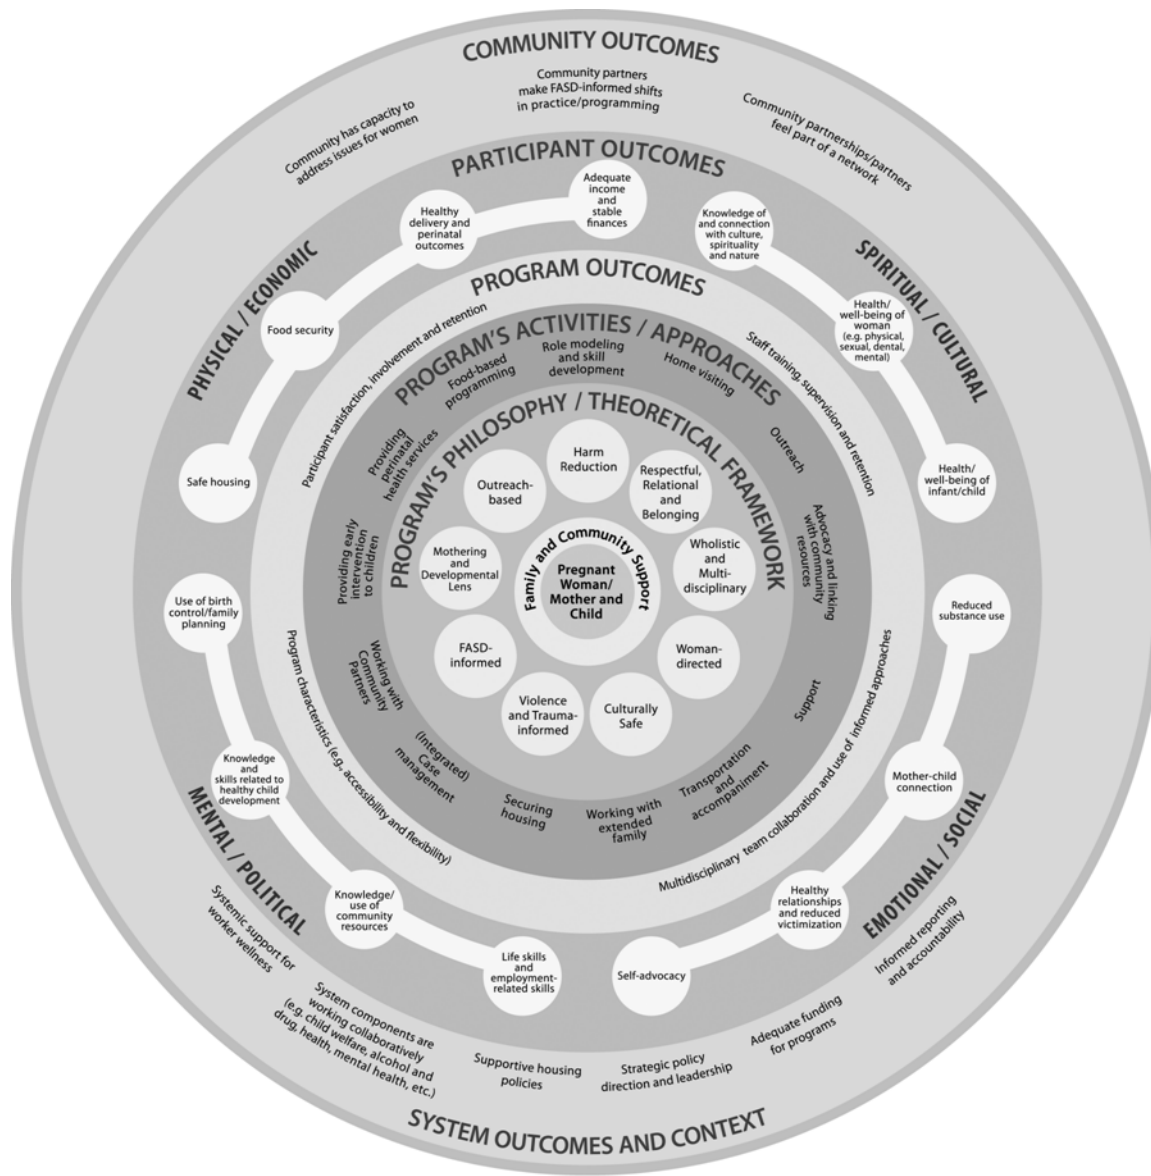 COMMUNITY OUTCOMES
Community has capacity to
address issues for women
Community partners
make FASD-informed shifts
in practice/programming
Community partnerships/partners
feel part of a network
PARTICIPANT OUTCOMES
PHYSICAL / ECONOMIC
Safe housing
Food security
Healthy
delivery and
perinatal
outcomes
Adequate
income
and
stable
finances
SPIRITUAL / CULTURAL
Knowledge of
and connection
with culture,
spirituality
and nature
Health/
well-being of
woman
(e.g. physical,
sexual, dental,
mental)
Health/
well-being of
infant/child
EMOTIONAL / SOCIAL
Reduced
substance use
Mother-child
connection
Healthy
relationships
and reduced
victimization
Self-advocacy
MENTAL / POLITICAL
Use of birth
control/family
planning
Knowledge
and
skills related to
healthy child
development
Knowledge/
use of
community
resources
Life skills
and
employment-
related skills
PROGRAM OUTCOMES
Participant satisfaction, involvement and retention
Staff training, supervision and retention
Multidisciplinary team collaboration and use of informed approaches
Program characteristics (e.g., accessibility and flexibility)
PROGRAM'S ACTIVITIES / APPROACHES
Food-based
programming
Role modeling
and skill
development
Home visiting
Outreach
Advocacy and linking
with community
resources
Support
Transportation
and
accompaniment
Working with
extended
family
Securing
housing
(Integrated)
Case
management
Working with
Community
Partners
Providing early
intervention
to children
Providing
perinatal
health services
PROGRAM'S PHILOSOPHY / THEORETICAL FRAMEWORK
Harm
Reduction
Respectful,
Relational
and
Belonging
Wholistic
and
Multi-
disciplinary
Woman-
directed
Culturally
Safe
Violence
and Trauma-
informed
FASD-
informed
Mothering
and
Developmental
Lens
Outreach-
based
Family and Community Support
Pregnant
Woman/
Mother and
Child
Systemic support for
worker wellness
System components are
working collaboratively
(e.g. child welfare, alcohol and
drug, health, mental health, etc.)
Supportive housing
policies
Strategic policy
direction and leadership
Adequate funding
for programs
Informed reporting
and accountability
SYSTEM OUTCOMES AND CONTEXT